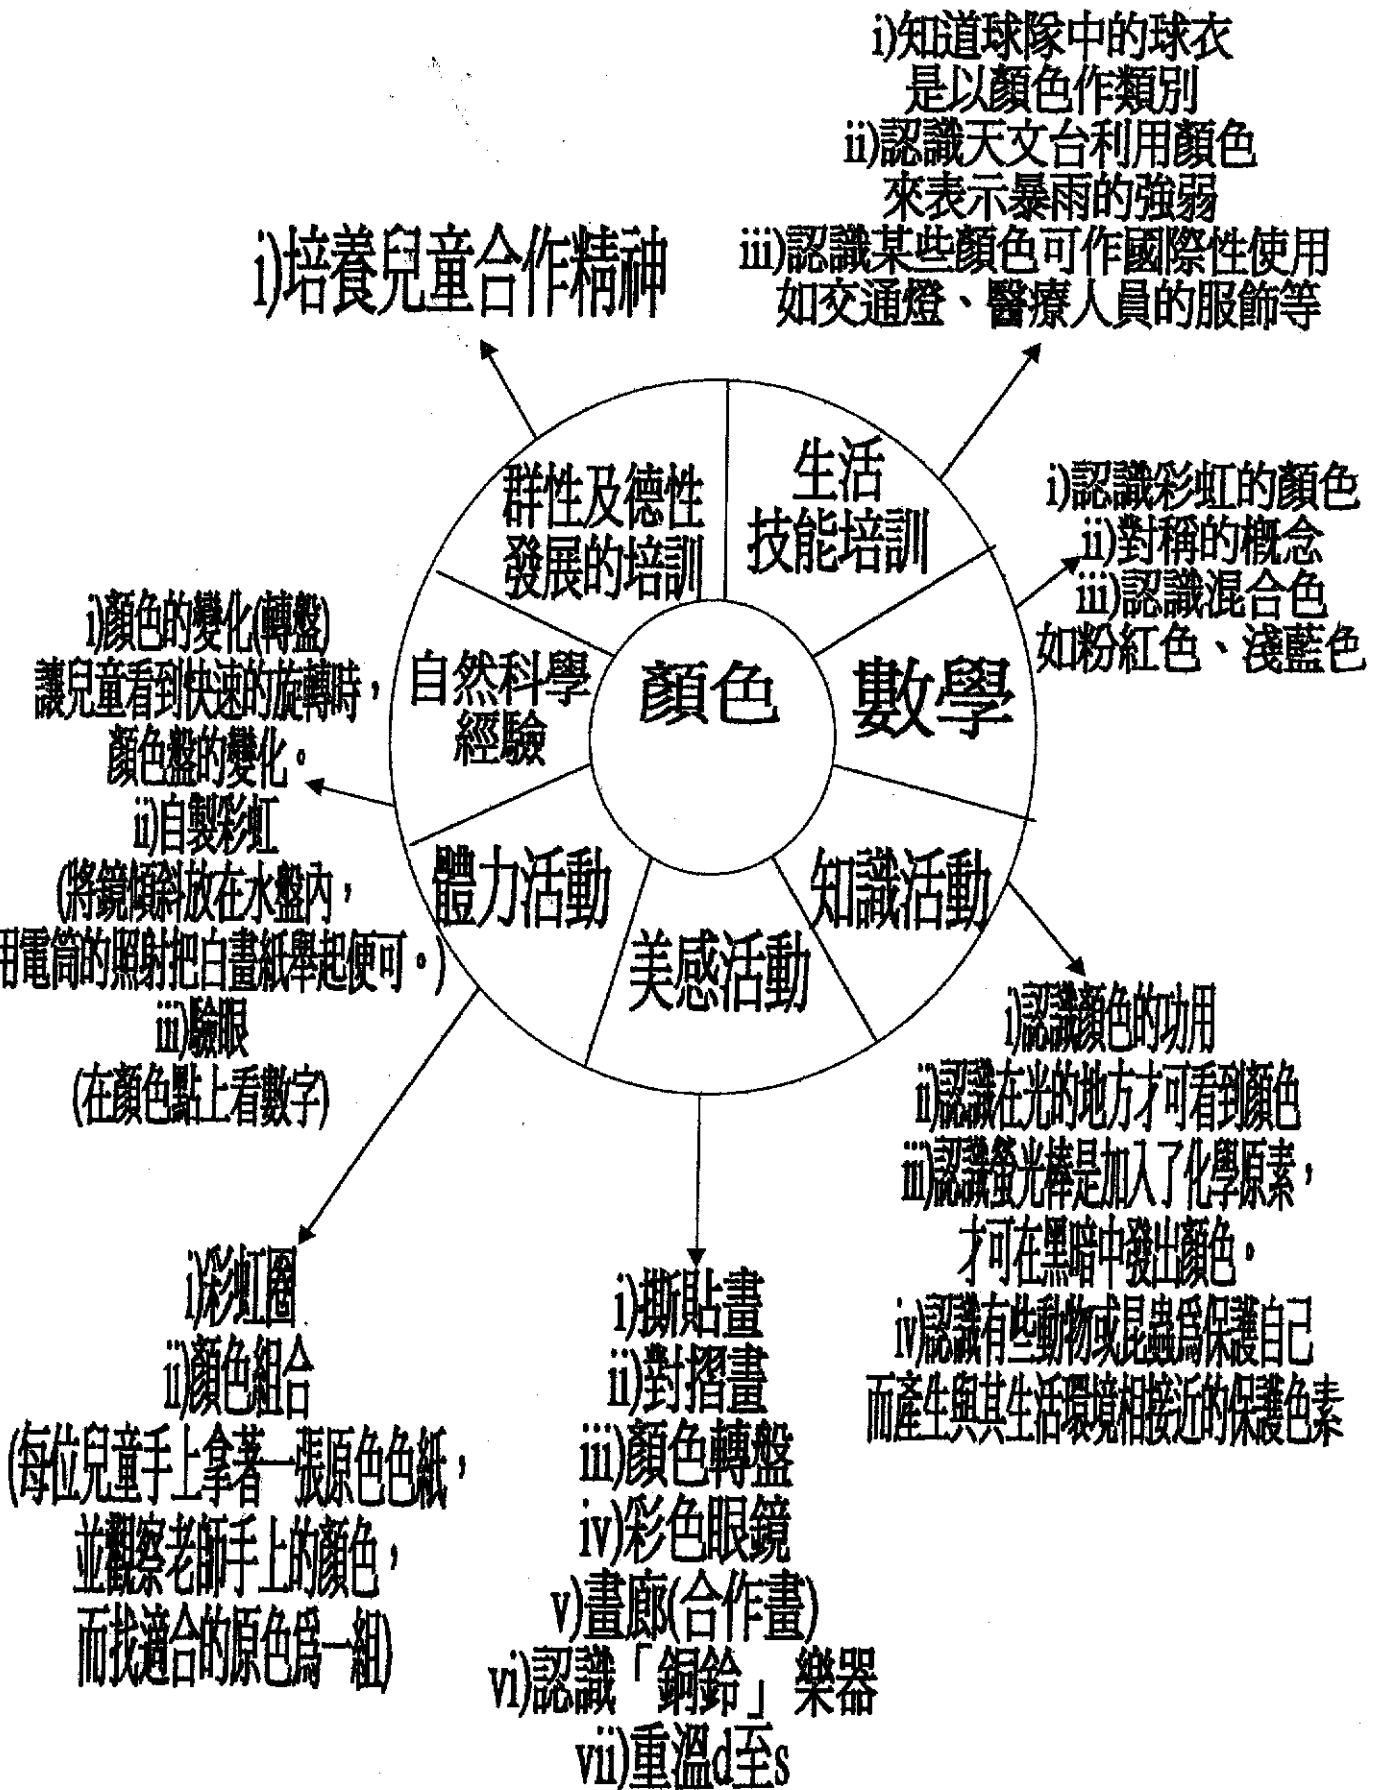 i)知道球隊中的球衣
是以顏色作類別
ii)認識天文台利用顏色
來表示暴雨的強弱
iii)認識某些顏色可作國際性使用
如交通燈、醫療人員的服飾等
i)培養兒童合作精神
群性及德性
發展的培訓
生活
技能培訓
i)認識彩虹的顏色
ii)對稱的概念
iii)認識混合色
如粉紅色、淺藍色
i)顏色的變化(轉盤)
讓兒童看到快速的旋轉時，
顏色盤的變化。
ii)自製彩虹
(將鏡傾斜放在水盤內，
用電筒的照射把白畫紙舉起便可。)
iii)驗眼
(在顏色點上看數字)
自然科學
經驗
顏色
數學
體力活動
美感活動
知識活動
i)認識顏色的功用
ii)認識在光的地方才可看到顏色
iii)認識螢光棒是加入了化學原素，
才可在黑暗中發出顏色。
iv)認識有些動物或昆蟲爲保護自己
而產生與其生活環境相接近的保護色素
i)彩虹圈
ii)顏色組合
(每位兒童手上拿著一張原色色紙，
並觀察老師手上的顏色，
而找適合的原色爲一組)
i)撕貼畫
ii)對摺畫
iii)顏色轉盤
iv)彩色眼鏡
v)畫廊(合作畫)
vi)認識「銅鈴」樂器
vii)重溫d至s